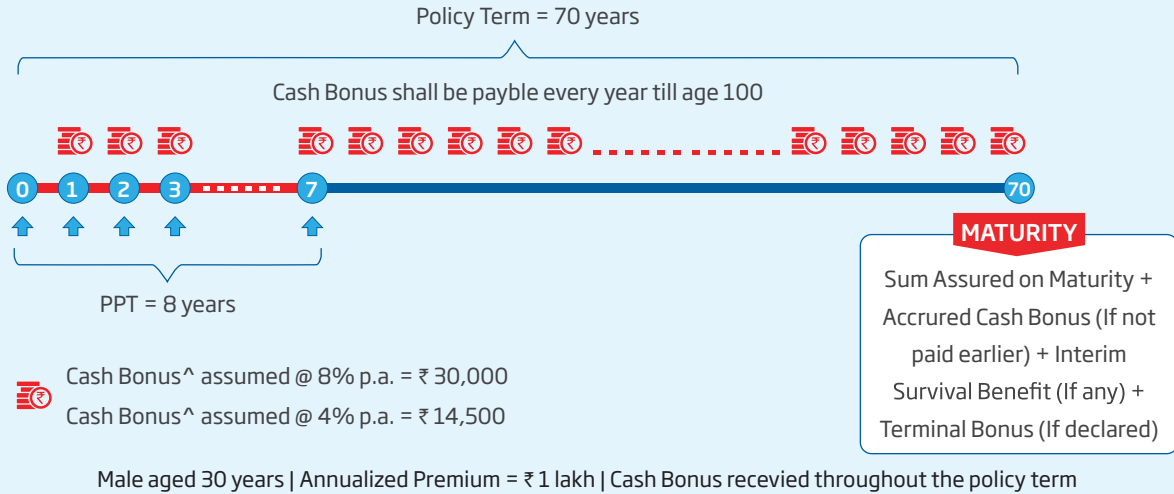 Policy Term = 70 years
Cash Bonus shall be payble every year till age 100
₹ ₹ ₹ ₹ ₹ ₹ ₹ ₹ ₹ ₹ ₹ ₹ ₹ ₹
0 1 2 3 7 70
PPT = 8 years
MATURITY
Sum Assured on Maturity +
Accrured Cash Bonus (If not
paid earlier) + Interim
Survival Benefit (If any) +
Terminal Bonus (If declared)
₹
Cash Bonus^ assumed @ 8% p.a. = ₹ 30,000
Cash Bonus^ assumed @ 4% p.a. = ₹ 14,500
Male aged 30 years | Annualized Premium = ₹ 1 lakh | Cash Bonus recevied throughout the policy term